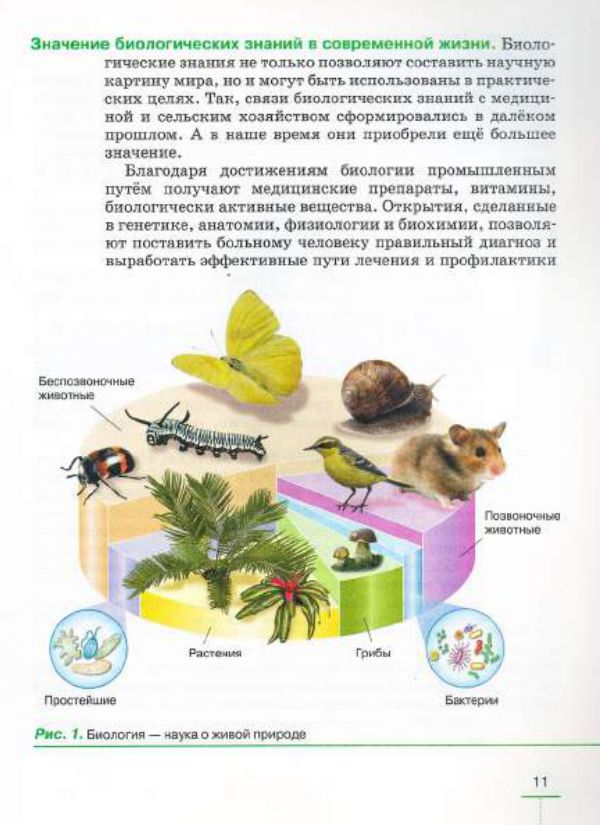 Значение биологических знаний в современной жизни. Биоло-
гические знания не только позволяют составить научную
картину мира, но и могут быть использованы в практиче-
ских целях. Так, связи биологических знаний с медици-
ной и сельским хозяйством сформировались в далёком
прошлом. А в наше время они приобрели ещё большее
значение.
Благодаря достижениям биологии промышленным
путём получают медицинские препараты, витамины,
биологически активные вещества. Открытия, сделанные
в генетике, анатомии, физиологии и биохимии, позволя-
ют поставить больному человеку правильный диагноз и
выработать эффективные пути лечения и профилактики
Беспозвоночные
животные
Позвоночные
животные
Растения
Грибы
Простейшие
Бактерии
Рис. 1. Биология — наука о живой природе
11